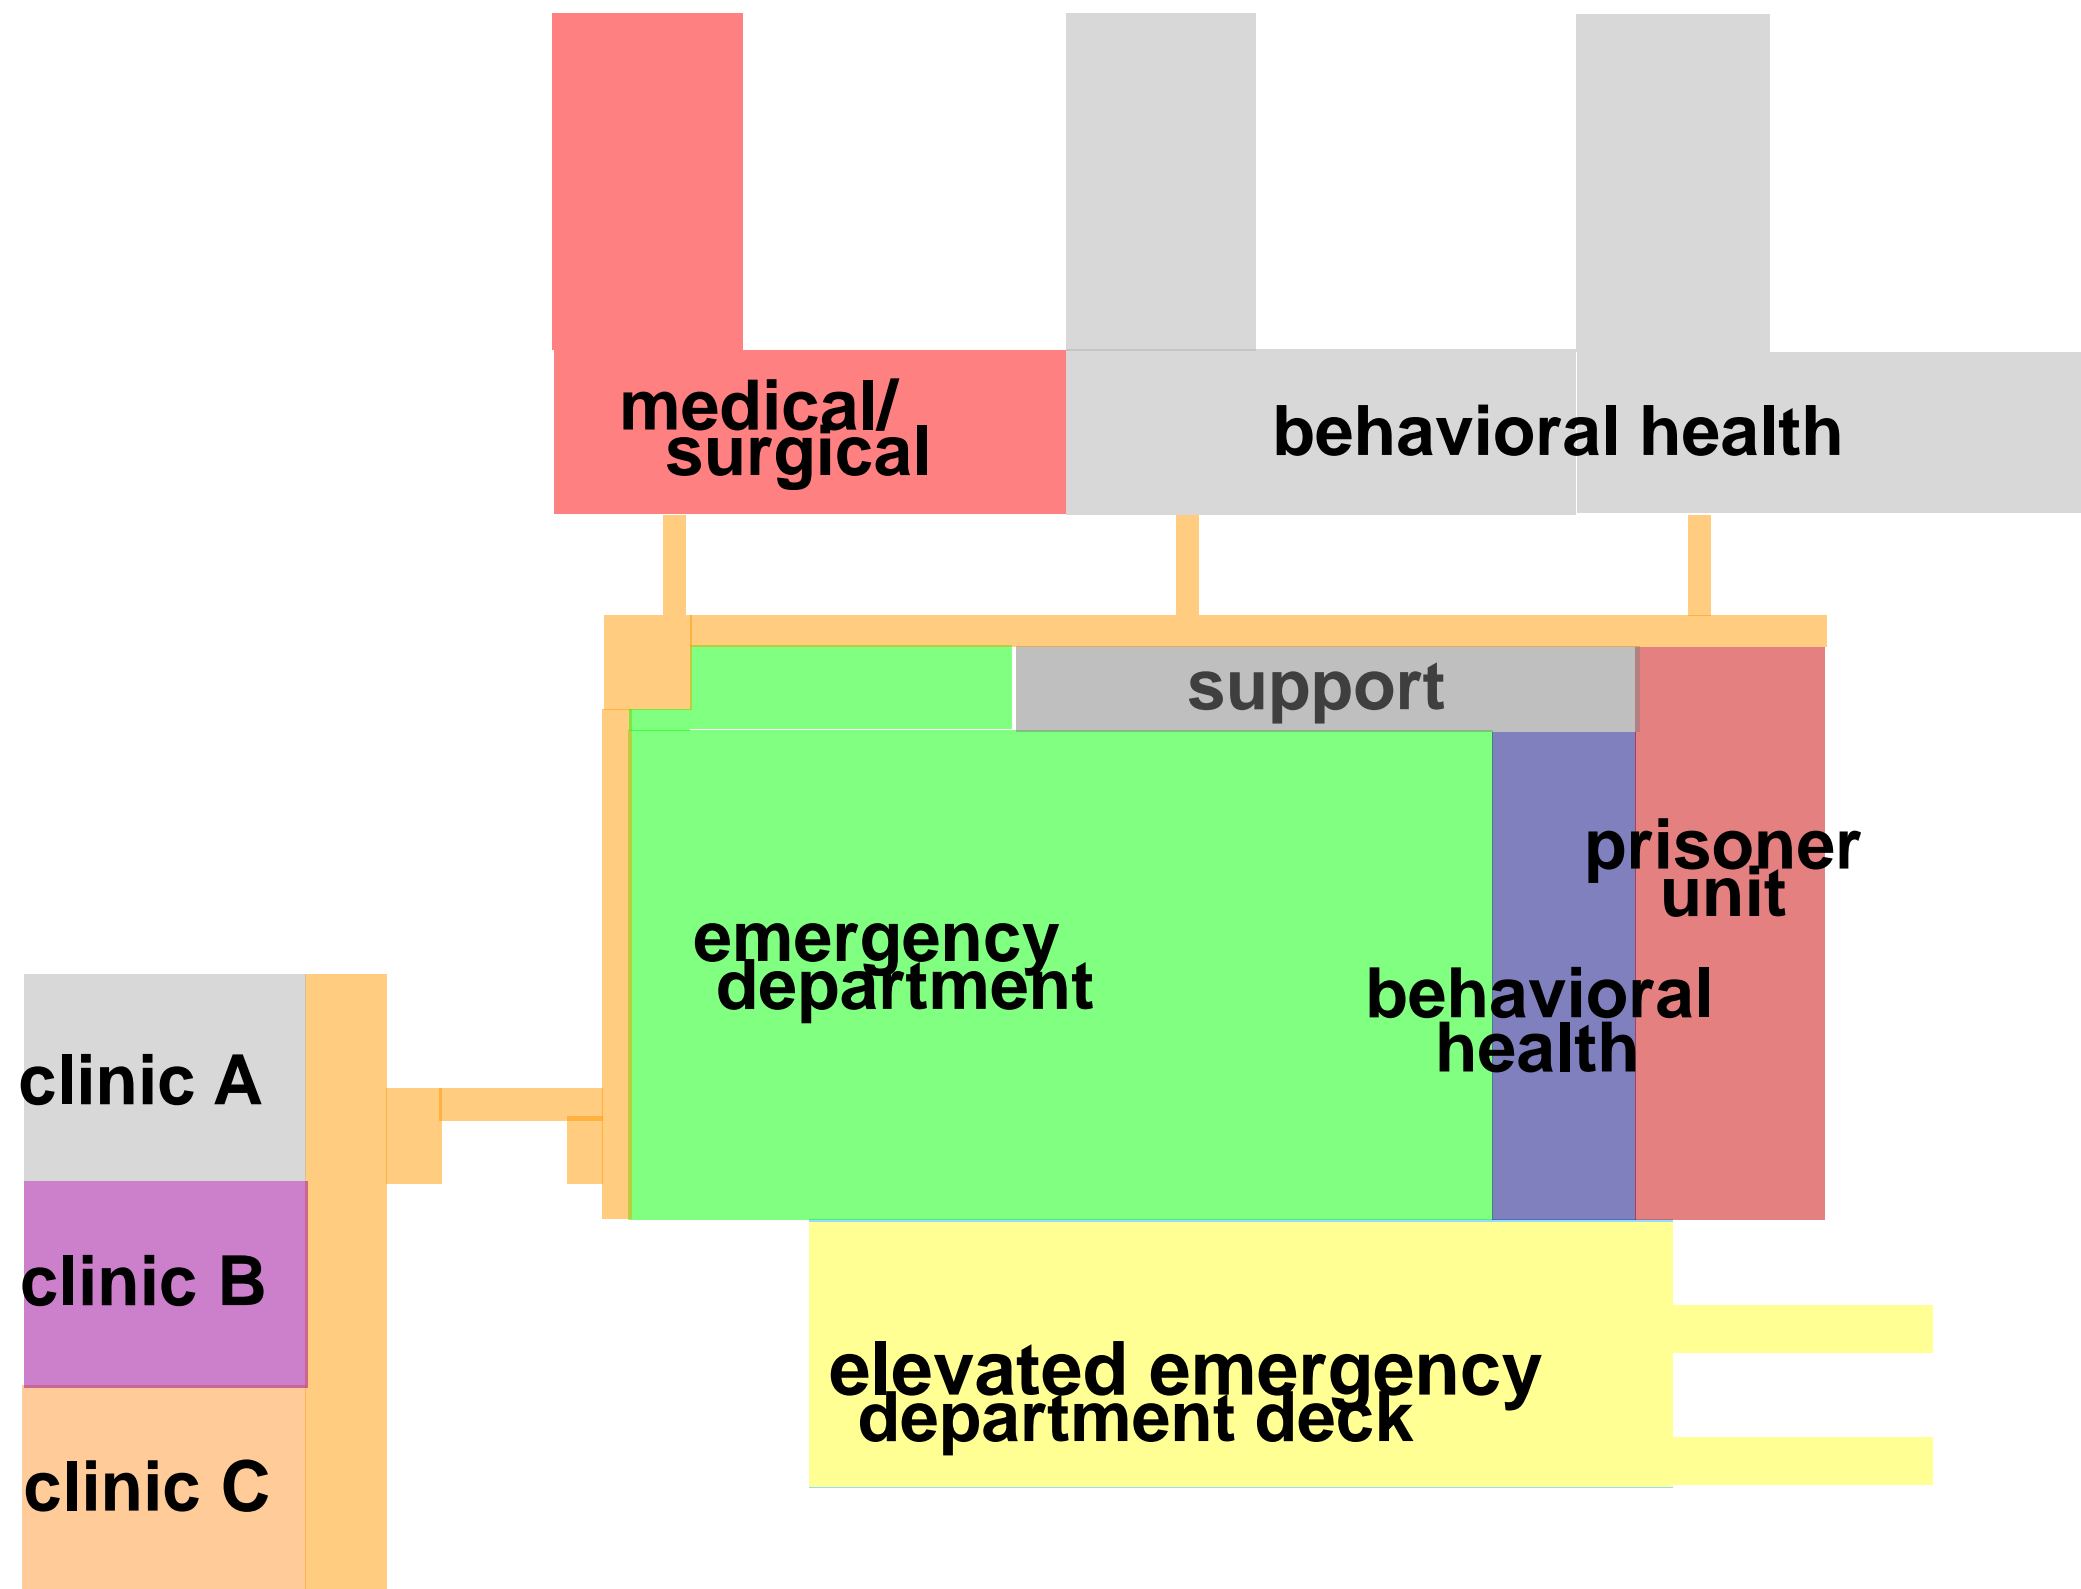 medical/
surgical
behavioral health
support
prisoner
unit
emergency
department
behavioral
health
clinic A
clinic B
clinic C
elevated emergency
department deck